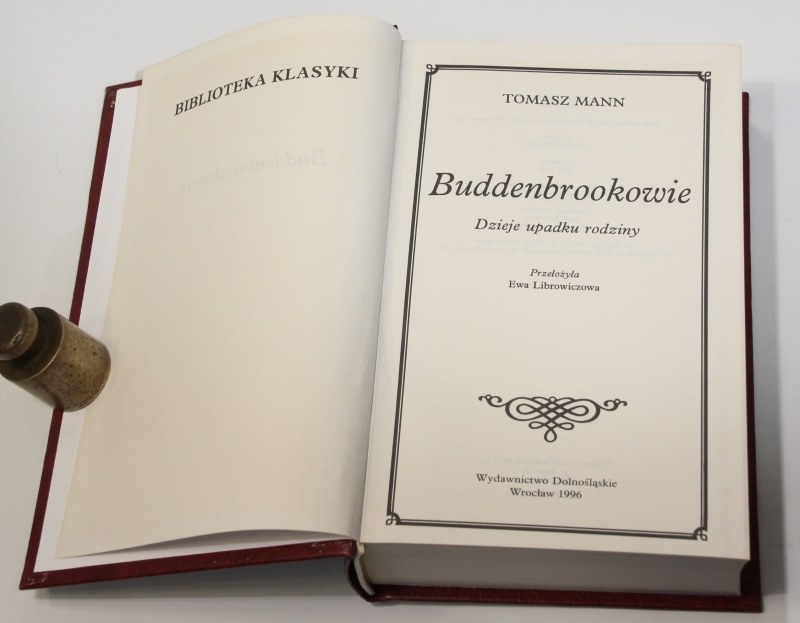 BIBLIOTEKA KLASYKI
TOMASZ MANN
Buddenbrookowie
Dzieje upadku rodziny
Przełożyła
Ewa Librowiczowa
Wydawnictwo Dolnośląskie
Wrocław 1996